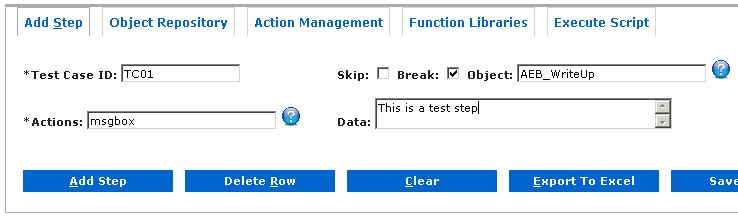 Add Step Object Repository Action Management Function Libraries Execute Script
*Test Case ID: TC01 Skip: Break: Object: AEB_WriteUp ?
*Actions: msgbox ? Data: This is a test step
Add Step Delete Row Clear Export To Excel Save